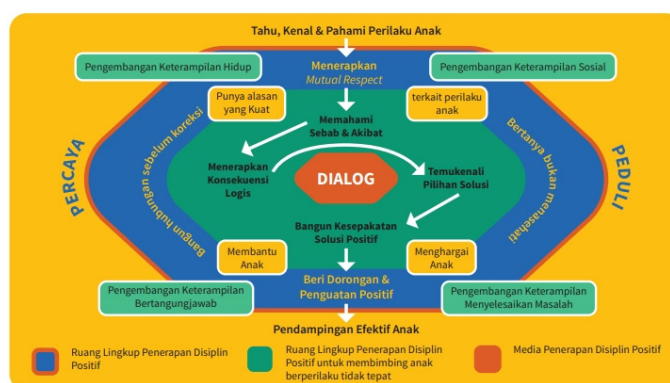 Tahu, Kenal & Pahami Perilaku Anak
Pengembangan Keterampilan Hidup
Menerapkan
Mutual Respect
Pengembangan Keterampilan Sosial
Punya alasan
yang Kuat
Memahami
Sebab & Akibat
terkait perilaku
anak
PERCAYA
Bangun hubungan sebelum koreksi
Menerapkan
Konsekuensi
Logis
DIALOG
Temukenali
Pilihan Solusi
Bertanya bukan menasehati
PEDULI
Bangun Kesepakatan
Solusi Positif
Membantu
Anak
Menghargai
Anak
Pengembangan Keterampilan
Bertangungjawab
Beri Dorongan &
Penguatan Positif
Pengembangan Keterampilan
Menyelesaikan Masalah
Pendampingan Efektif Anak
Ruang Lingkup Penerapan Disiplin
Positif
Ruang Lingkup Penerapan Disiplin
Positif untuk membimbing anak
berperilaku tidak tepat
Media Penerapan Disiplin Positif